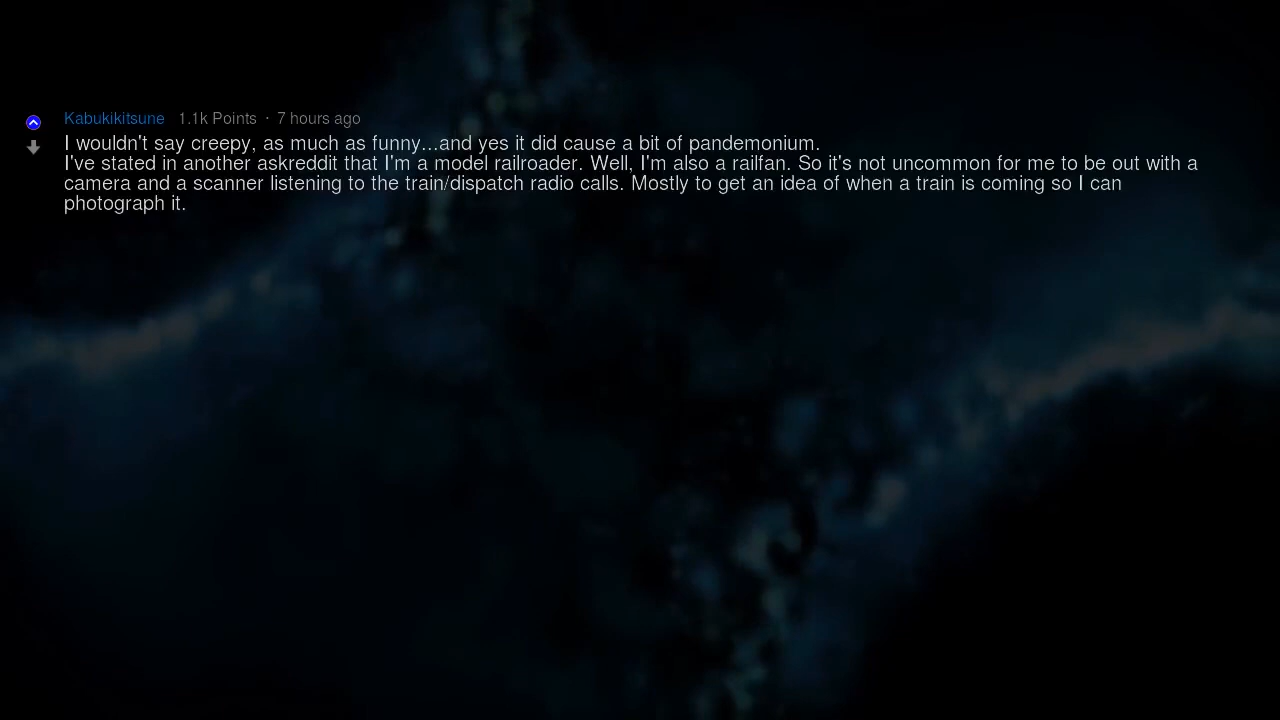 Kabukikitsune 1.1k Points · 7 hours ago
I wouldn't say creepy, as much as funny...and yes it did cause a bit of pandemonium.
I've stated in another askreddit that I'm a model railroader. Well, I'm also a railfan. So it's not uncommon for me to be out with a
camera and a scanner listening to the train/dispatch radio calls. Mostly to get an idea of when a train is coming so I can
photograph it.